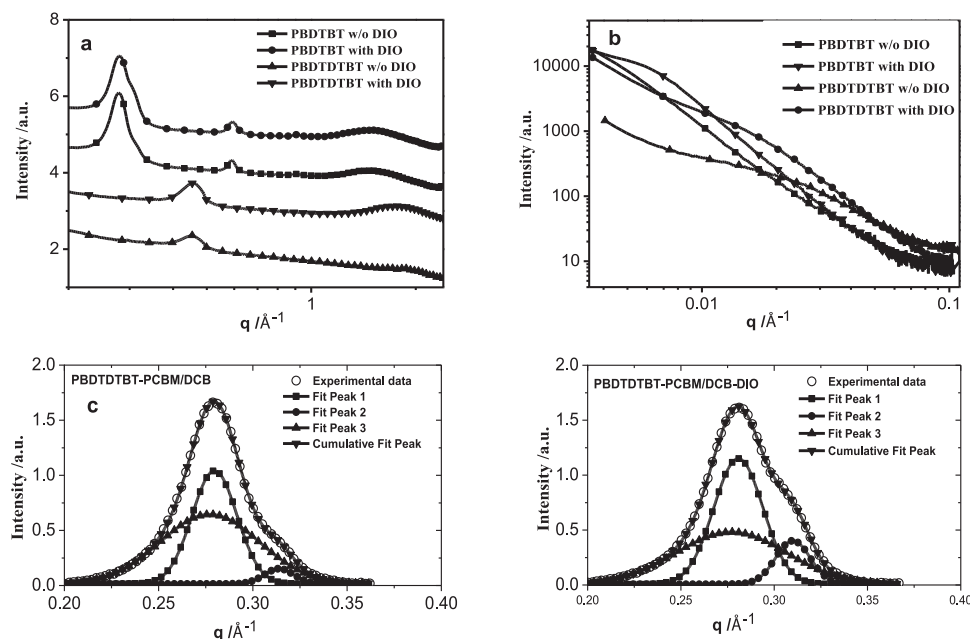 a
PBDTBT w/o DIO
PBDTBT with DIO
PBDTDTBT w/o DIO
PBDTDTBT with DIO
8
6
4
2
Intensity /a.u.
1
q /Å⁻¹
b
PBDTBT w/o DIO
PBDTBT with DIO
PBDTDTBT w/o DIO
PBDTDTBT with DIO
10000
1000
100
10
Intensity /a.u.
0.01
0.1
q /Å⁻¹
PBDTDTBT-PCBM/DCB
c
Experimental data
Fit Peak 1
Fit Peak 2
Fit Peak 3
Cumulative Fit Peak
2.0
1.5
1.0
0.5
0.0
Intensity /a.u.
0.20 0.25 0.30 0.35 0.40
q /Å⁻¹
PBDTDTBT-PCBM/DCB-DIO
Experimental data
Fit Peak 1
Fit Peak 2
Fit Peak 3
Cumulative Fit Peak
2.0
1.5
1.0
0.5
0.0
Intensity /a.u.
0.20 0.25 0.30 0.35 0.40
q /Å⁻¹